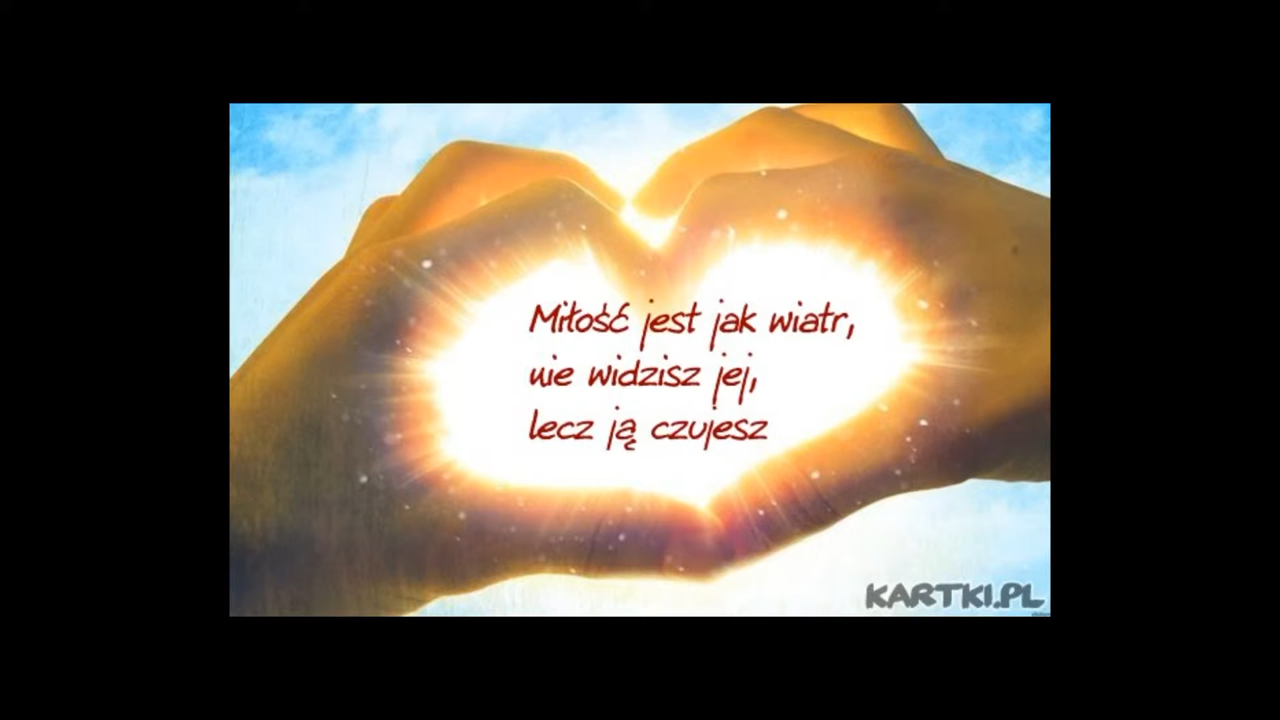 Miłość jest jak wiatr,
nie widzisz jej,
lecz ją czujesz
KARTKI.PL